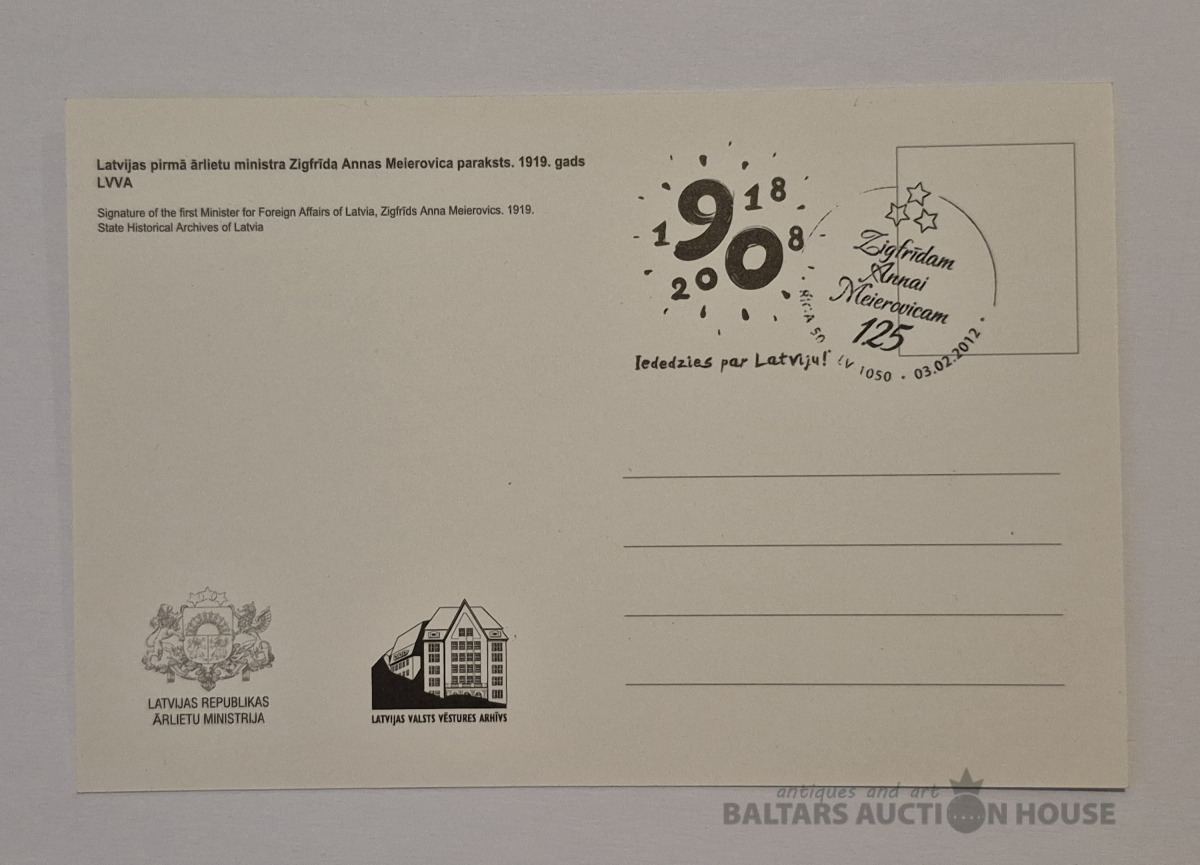 Latvijas pirmā ārlietu ministra Zigfrīda Annas Meierovica paraksts. 1919. gads
LVVA
Signature of the first Minister for Foreign Affairs of Latvia, Zigfrīds Anna Meierovics. 1919.
State Historical Archives of Latvia
1918
2008
Iededzies par Latviju!
Zigfrīdam
Annai
Meierovicam
125
RĪGA 50 LV 1050 · 03.02.2012 ·
LATVIJAS REPUBLIKAS
ĀRLIETU MINISTRIJA
LATVIJAS VALSTS VĒSTURES ARHĪVS
antiques and art
BALTARS AUCTION HOUSE